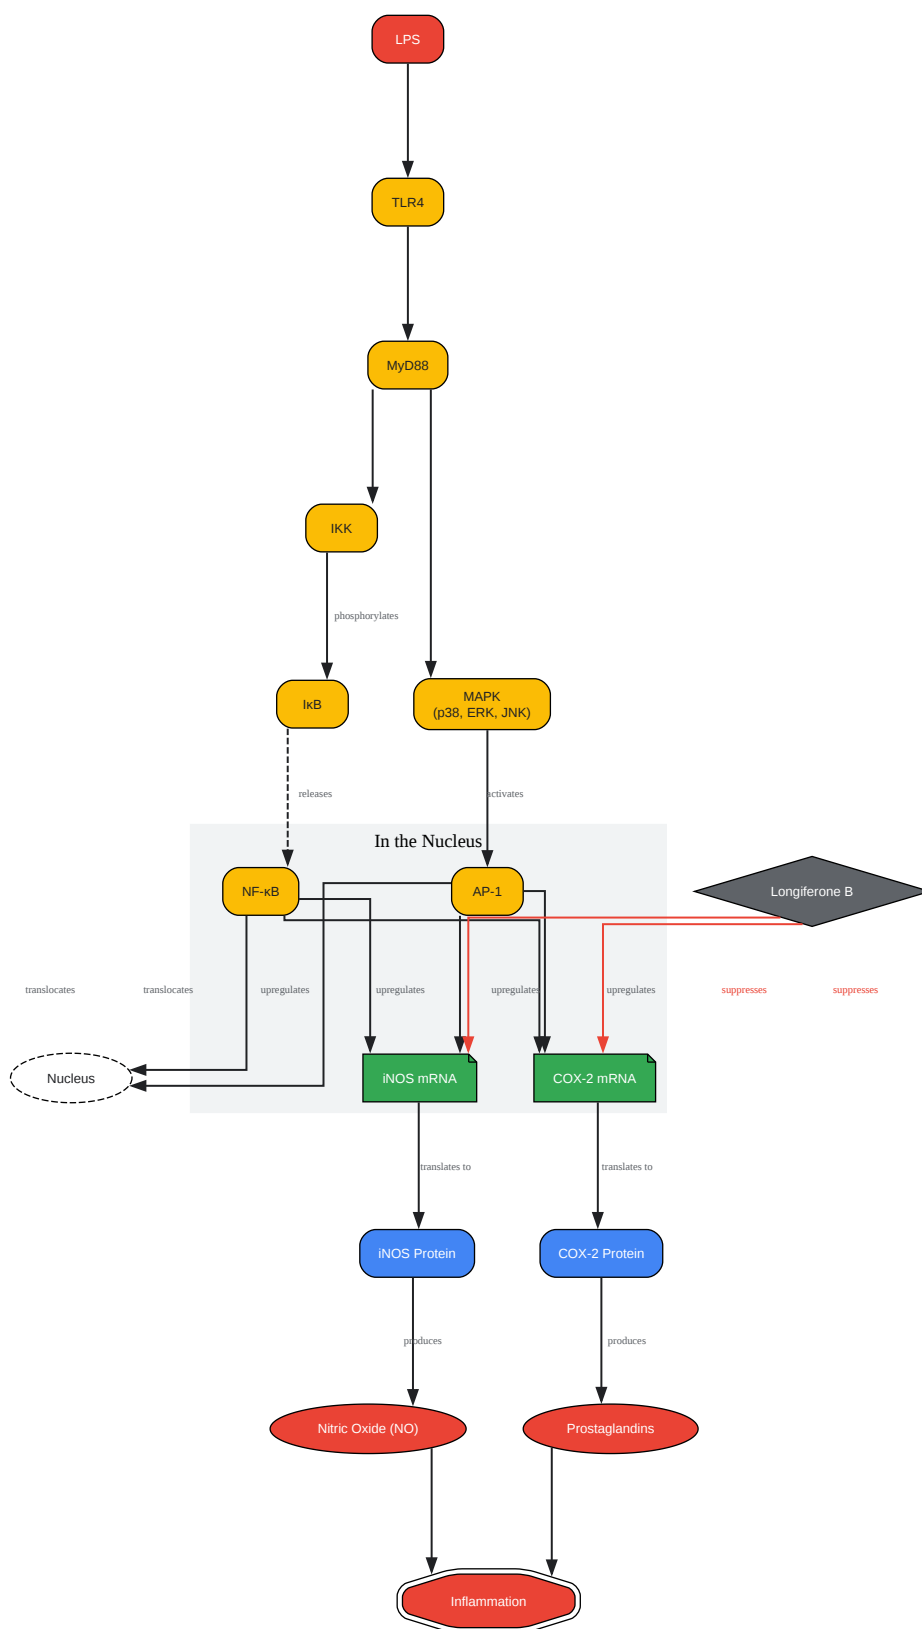 LPS
TLR4
MyD88
IKK
phosphorylates
IκB
MAPK
(p38, ERK, JNK)
releases
activates
In the Nucleus
NF-κB
AP-1
Longiferone B
translocates
translocates
upregulates
upregulates
upregulates
upregulates
suppresses
suppresses
Nucleus
iNOS mRNA
COX-2 mRNA
translates to
translates to
iNOS Protein
COX-2 Protein
produces
produces
Nitric Oxide (NO)
Prostaglandins
Inflammation